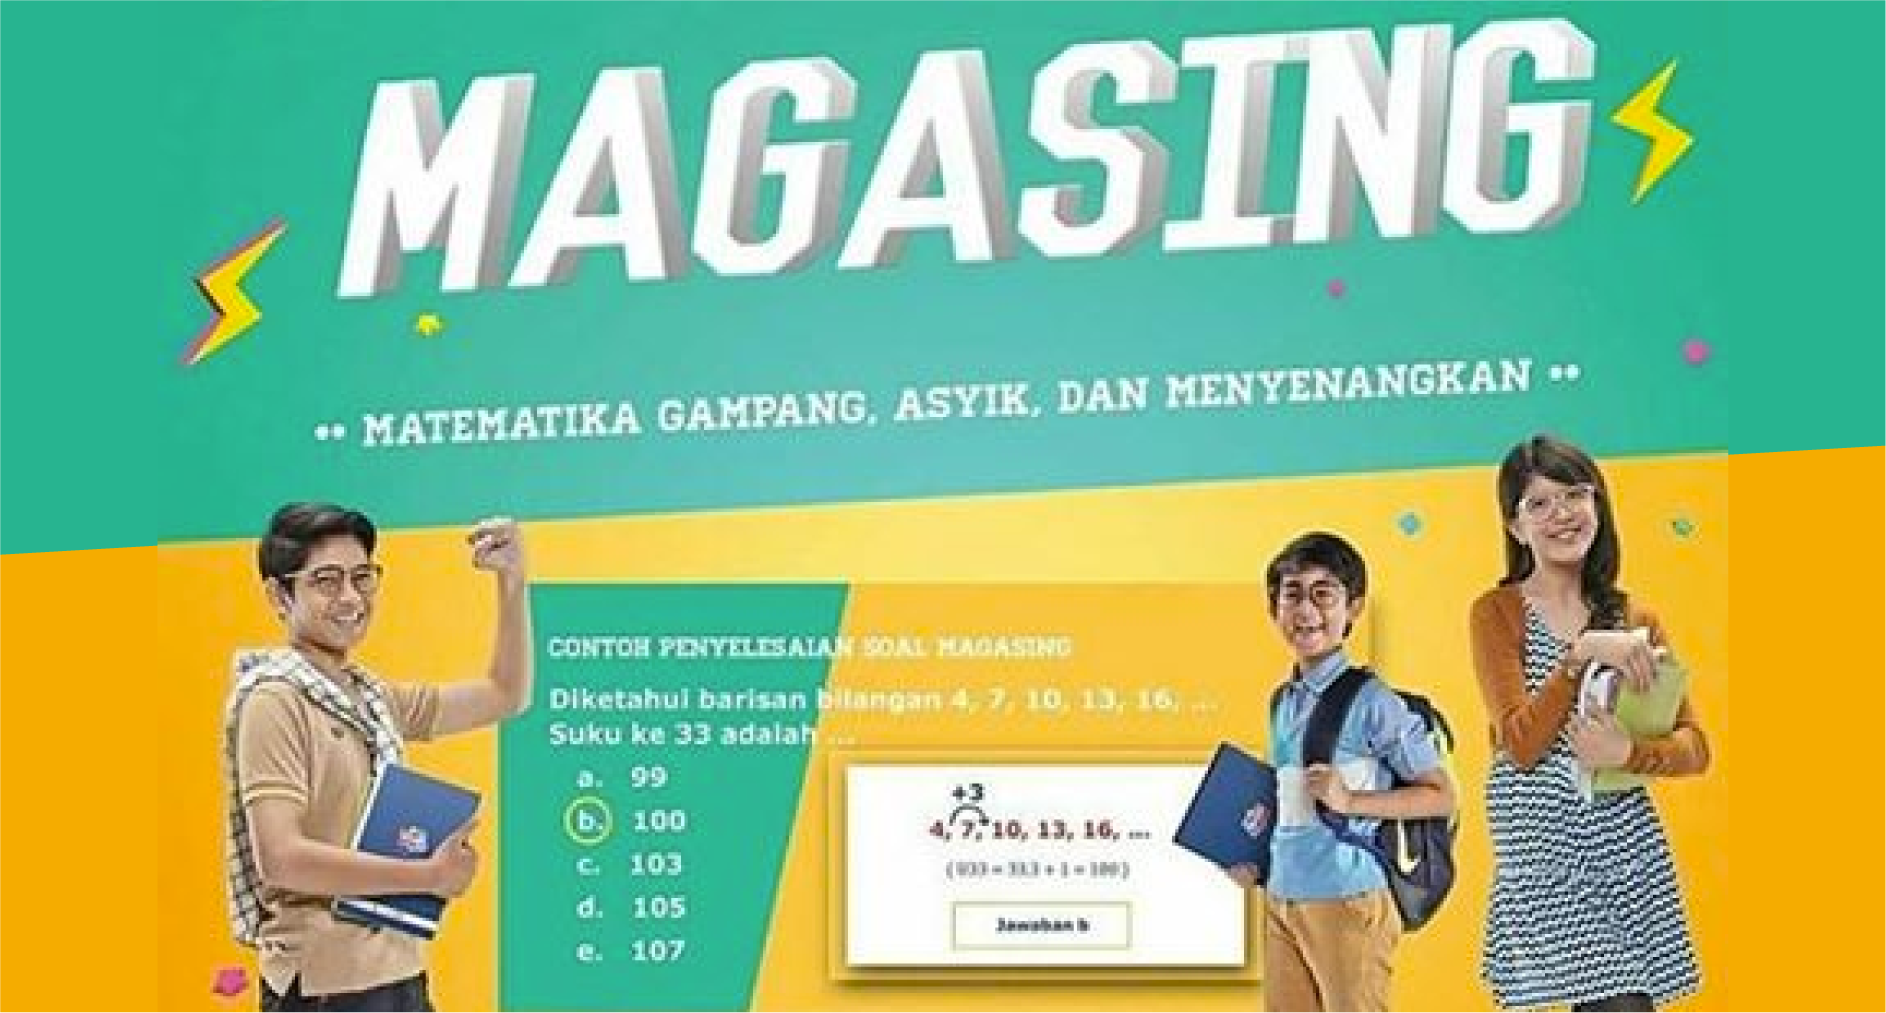 MAGASING
•• MATEMATIKA GAMPANG, ASYIK, DAN MENYENANGKAN ••
CONTOH PENYELESAIAN SOAL MAGASING
Diketahui barisan bilangan 4, 7, 10, 13, 16, ...
Suku ke 33 adalah ...
a. 99
b. 100
c. 103
d. 105
e. 107
+3
4, 7, 10, 13, 16, ...
Jawaban b